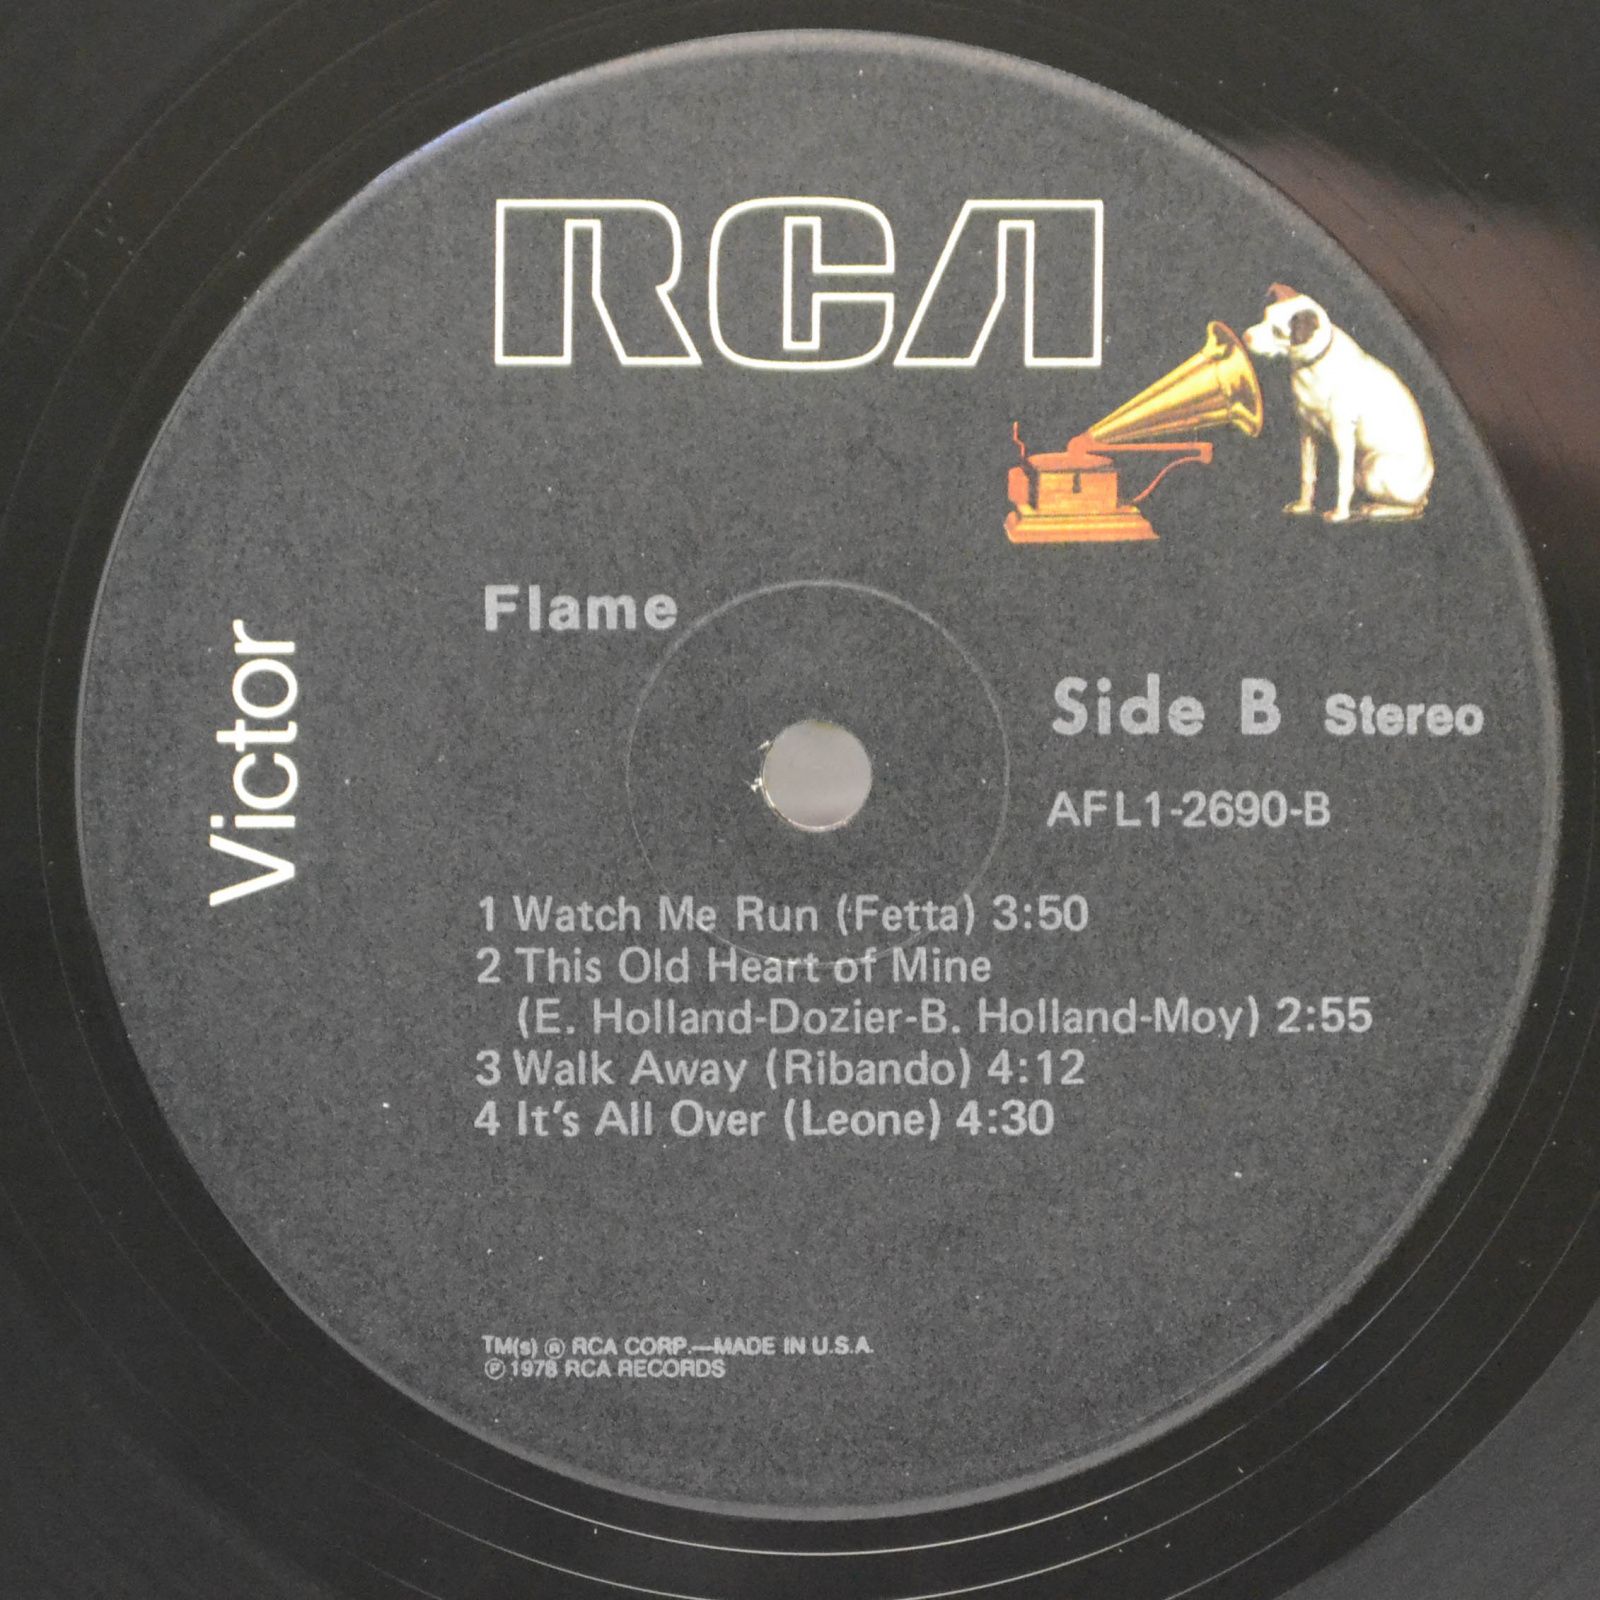 RCA
Victor
Flame
Side B Stereo
AFL1-2690-B
1 Watch Me Run (Fetta) 3:50
2 This Old Heart of Mine
(E. Holland-Dozier-B. Holland-Moy) 2:55
3 Walk Away (Ribando) 4:12
4 It's All Over (Leone) 4:30
TM(s) ® RCA CORP.—MADE IN U.S.A.
℗ 1978 RCA RECORDS